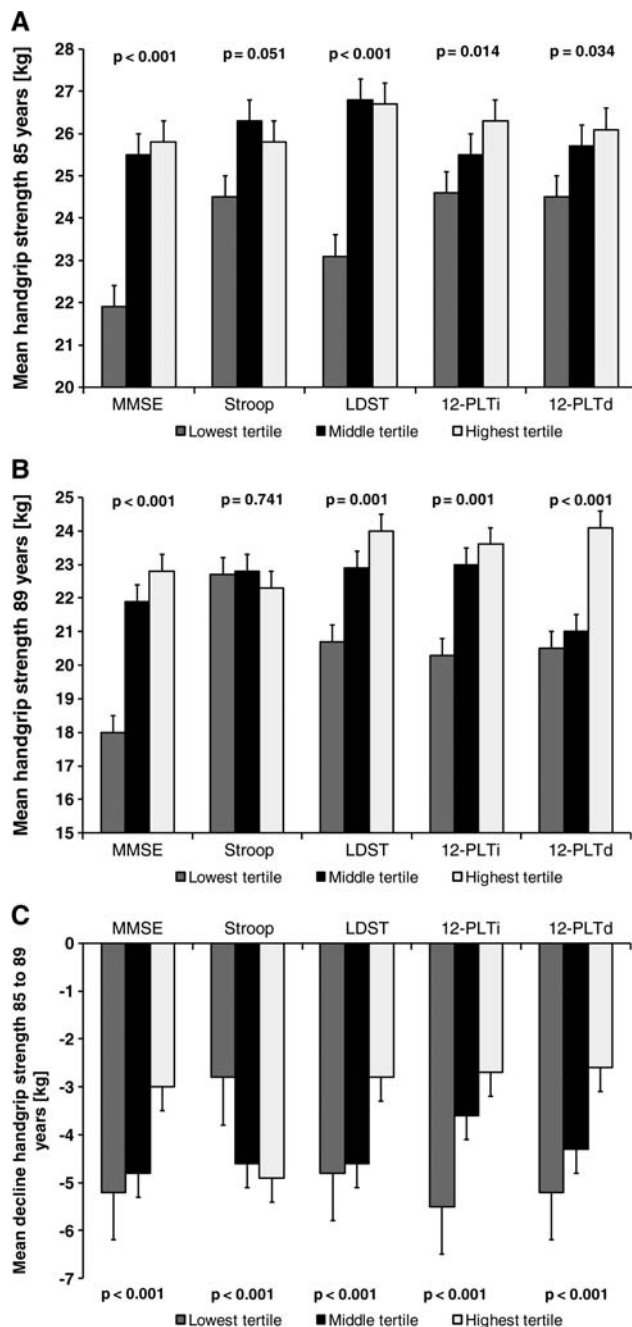 A
Mean handgrip strength 85 years [kg]
28
27
26
25
24
23
22
21
20
p < 0.001 p = 0.051 p < 0.001 p = 0.014 p = 0.034
MMSE Stroop LDST 12-PLTi 12-PLTd
Lowest tertile Middle tertile Highest tertile
B
Mean handgrip strength 89 years [kg]
25
24
23
22
21
20
19
18
17
16
15
p < 0.001 p = 0.741 p = 0.001 p = 0.001 p < 0.001
MMSE Stroop LDST 12-PLTi 12-PLTd
Lowest tertile Middle tertile Highest tertile
C
MMSE Stroop LDST 12-PLTi 12-PLTd
Mean decline handgrip strength 85 to 89
years [kg]
0
-1
-2
-3
-4
-5
-6
-7
p < 0.001 p < 0.001 p < 0.001 p < 0.001 p < 0.001
Lowest tertile Middle tertile Highest tertile